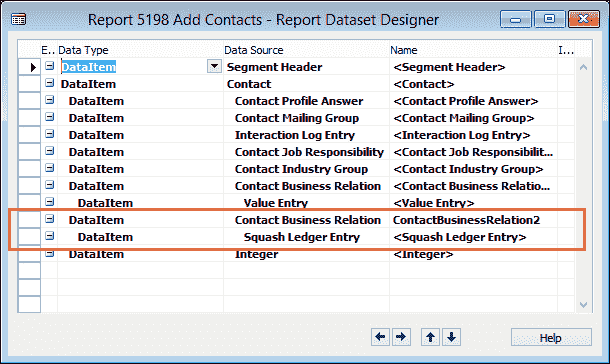 Report 5198 Add Contacts - Report Dataset Designer
E.. Data Type Data Source Name I...
DataItem Segment Header <Segment Header>
DataItem Contact <Contact>
DataItem Contact Profile Answer <Contact Profile Answer>
DataItem Contact Mailing Group <Contact Mailing Group>
DataItem Interaction Log Entry <Interaction Log Entry>
DataItem Contact Job Responsibility <Contact Job Responsibilit...
DataItem Contact Industry Group <Contact Industry Group>
DataItem Contact Business Relation <Contact Business Relatio...
DataItem Value Entry <Value Entry>
DataItem Contact Business Relation ContactBusinessRelation2
DataItem Squash Ledger Entry <Squash Ledger Entry>
DataItem Integer <Integer>
Help